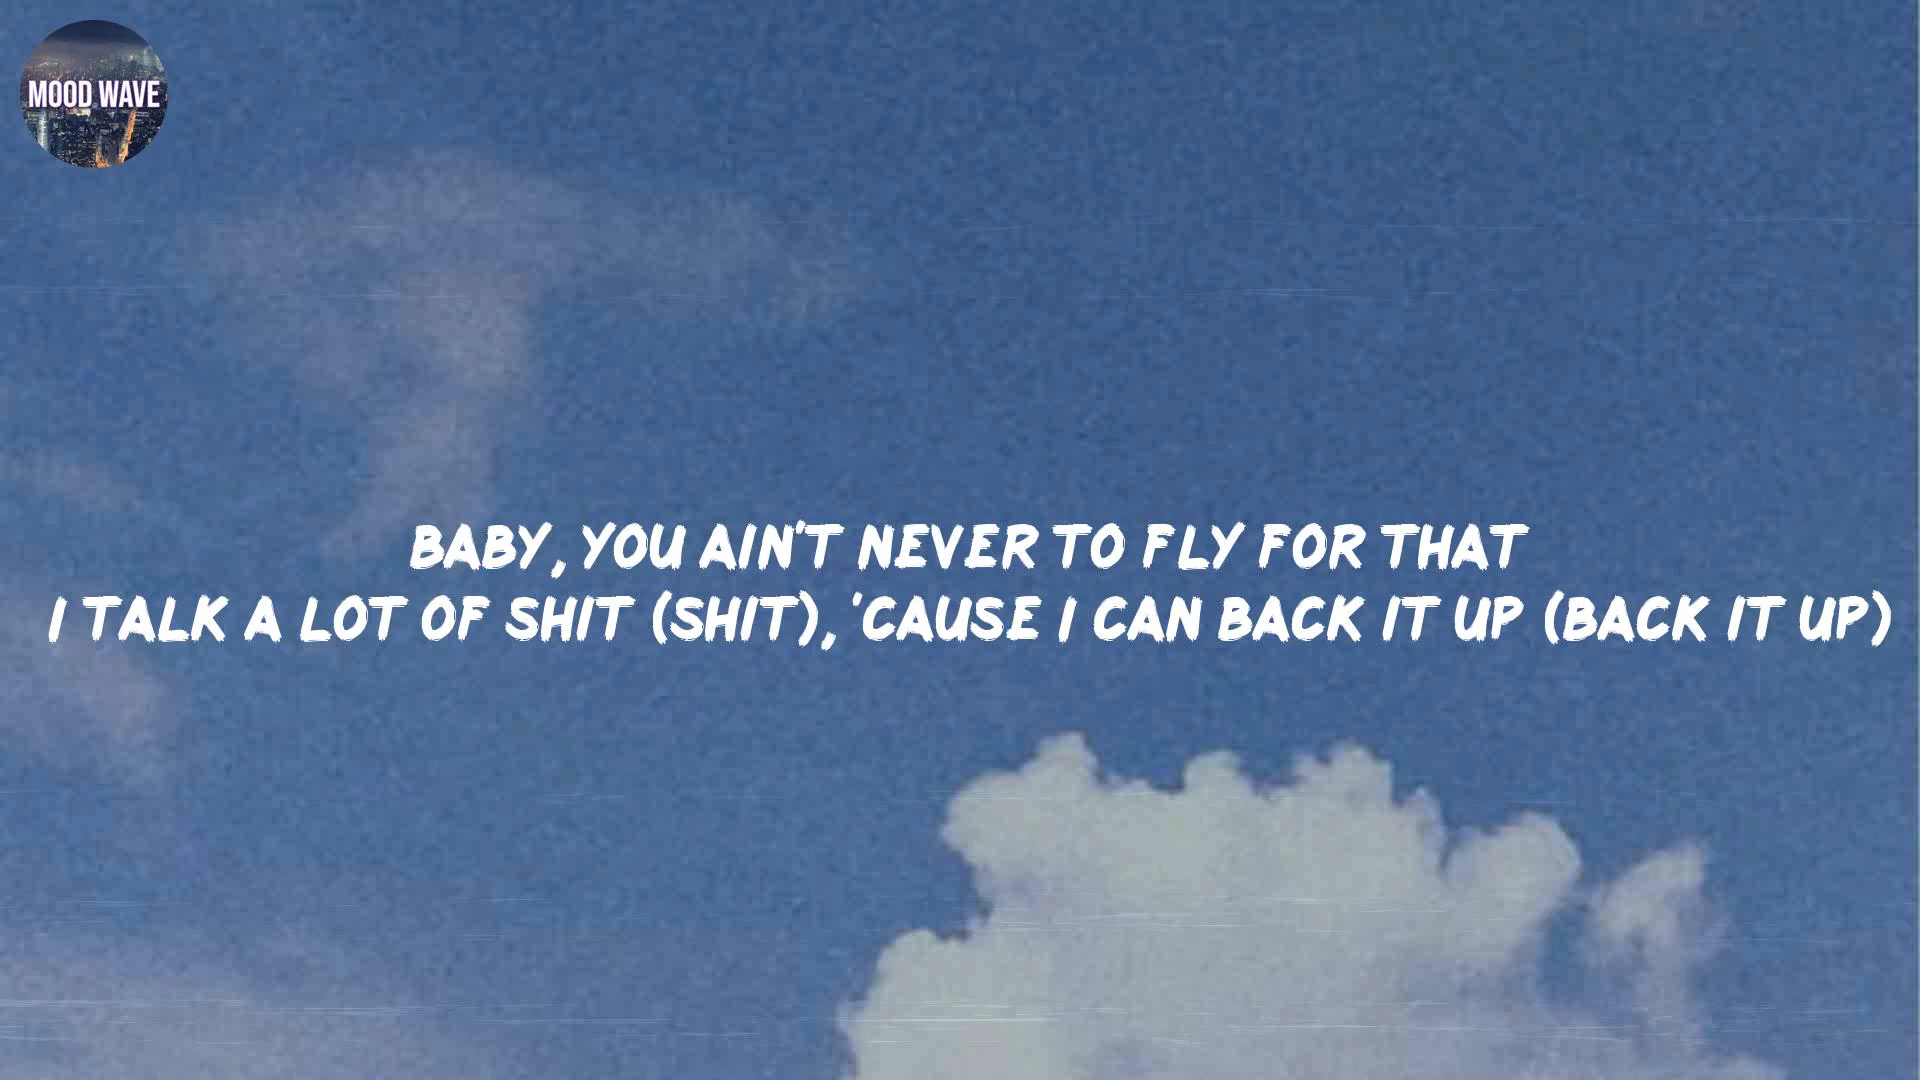 MOOD WAVE
BABY, YOU AIN'T NEVER TO FLY FOR THAT
I TALK A LOT OF SHIT (SHIT), 'CAUSE I CAN BACK IT UP (BACK IT UP)